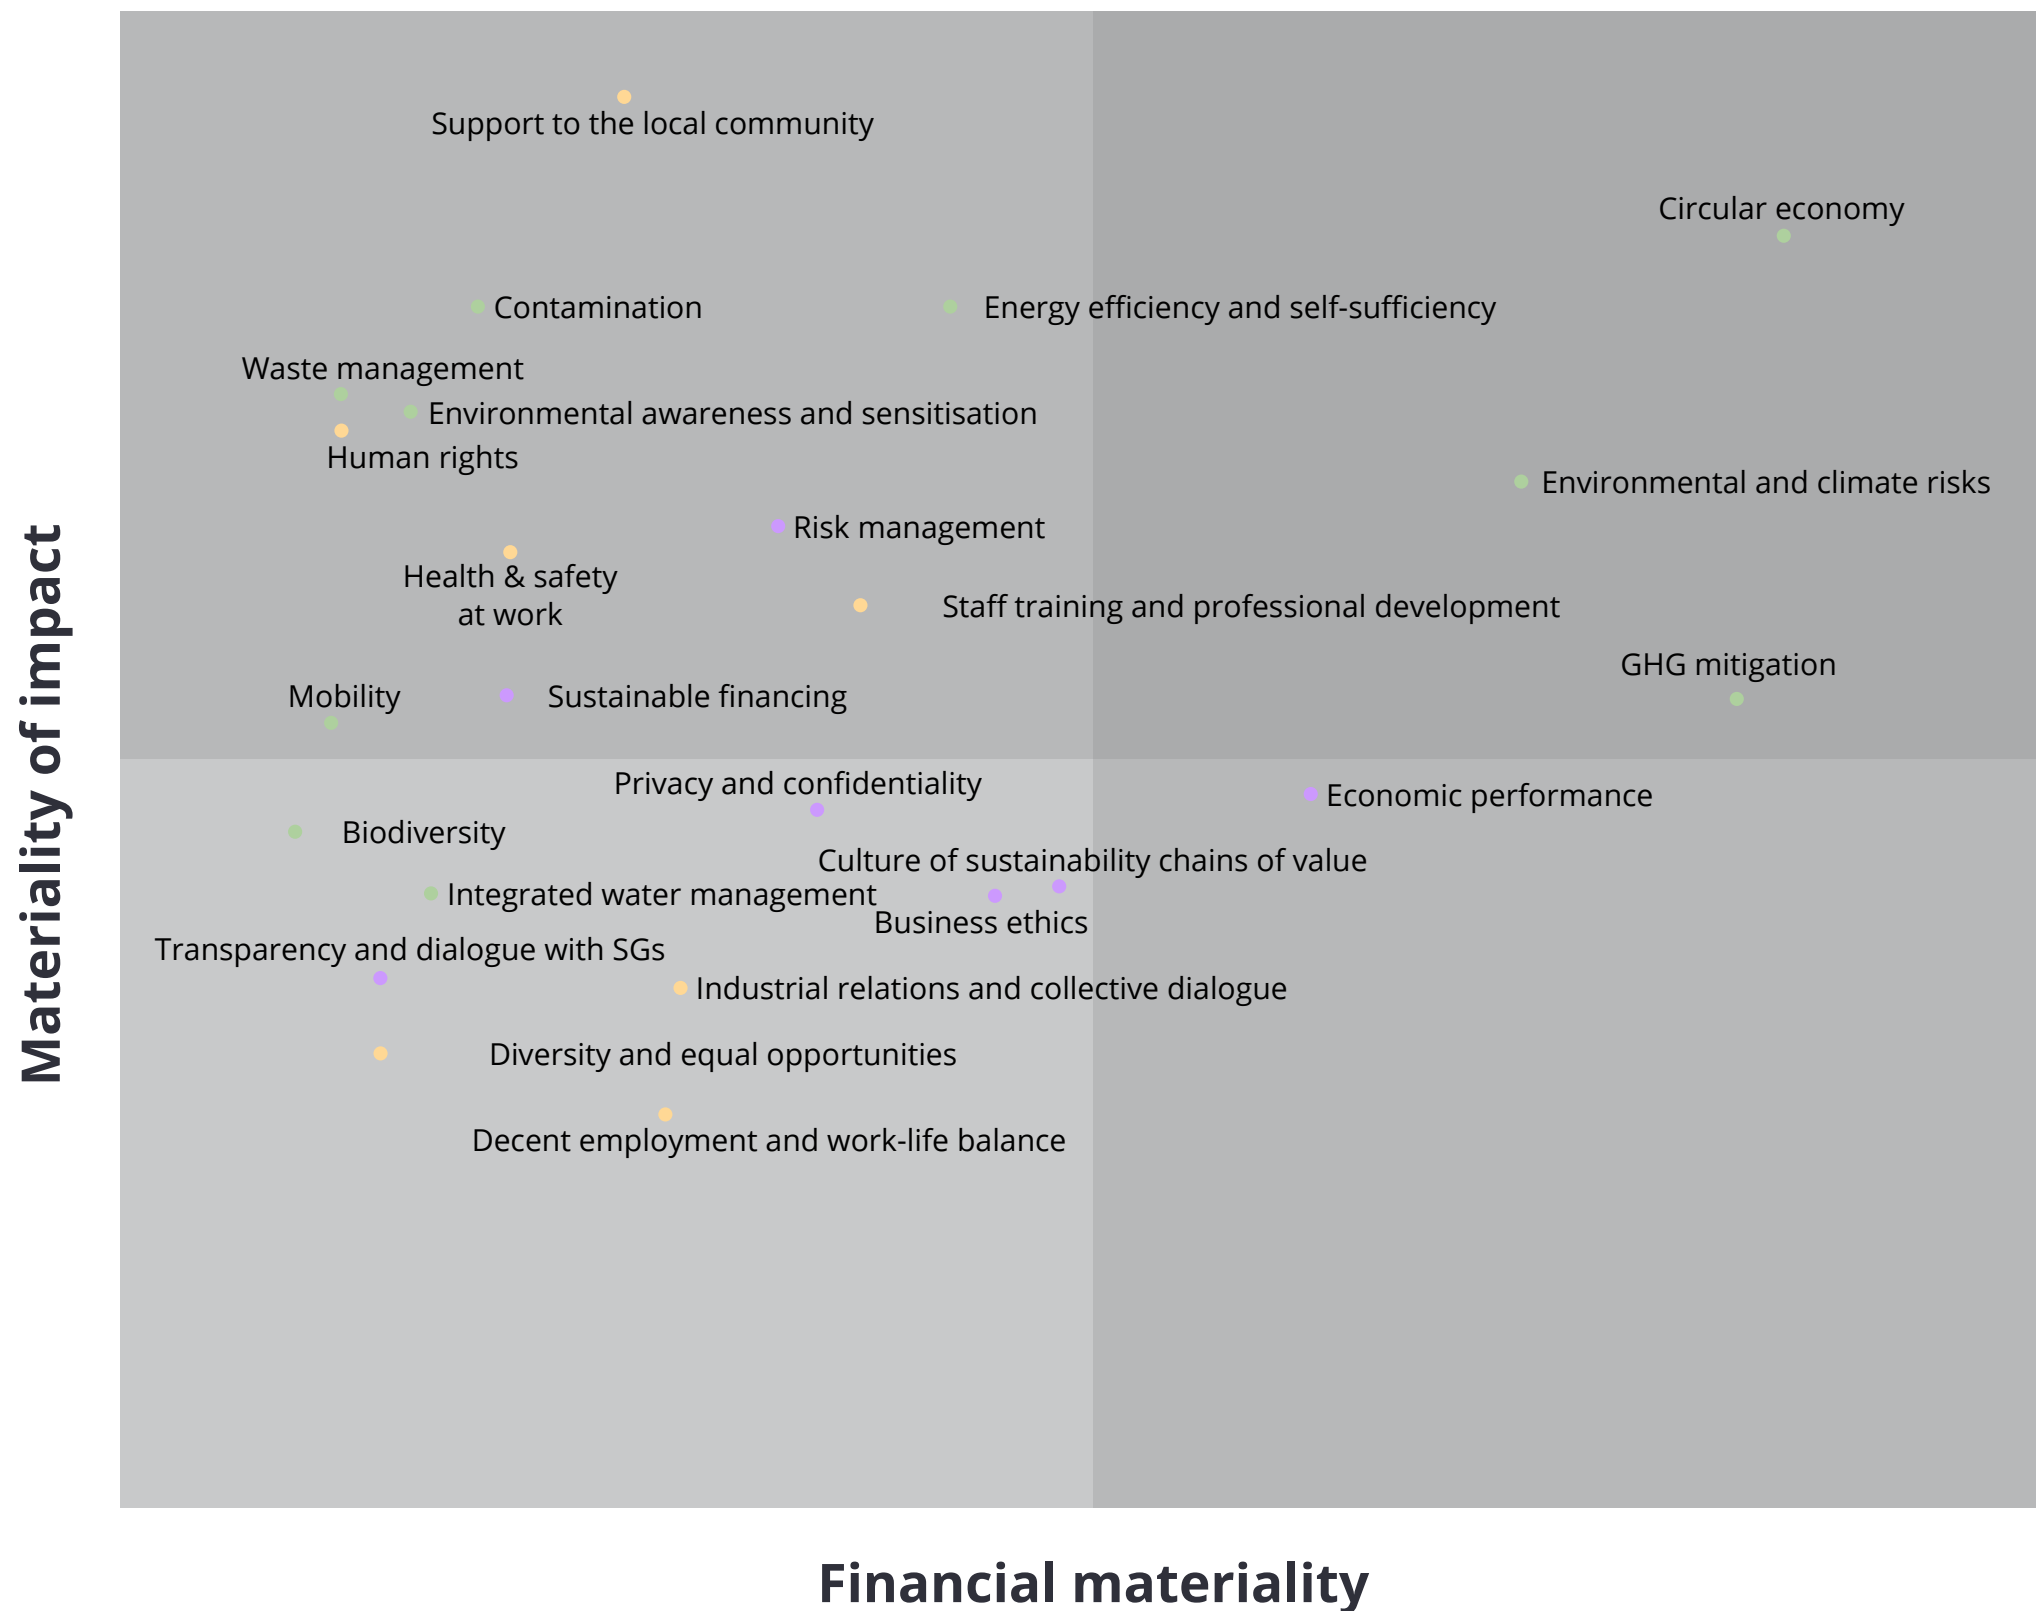 Support to the local community
Circular economy
Contamination
Energy efficiency and self-sufficiency
Waste management
Environmental awareness and sensitisation
Human rights
Environmental and climate risks
Risk management
Health & safety
at work
Staff training and professional development
GHG mitigation
Mobility
Sustainable financing
Privacy and confidentiality
Economic performance
Biodiversity
Culture of sustainability chains of value
Integrated water management
Business ethics
Transparency and dialogue with SGs
Industrial relations and collective dialogue
Diversity and equal opportunities
Decent employment and work-life balance
Materiality of impact
Financial materiality